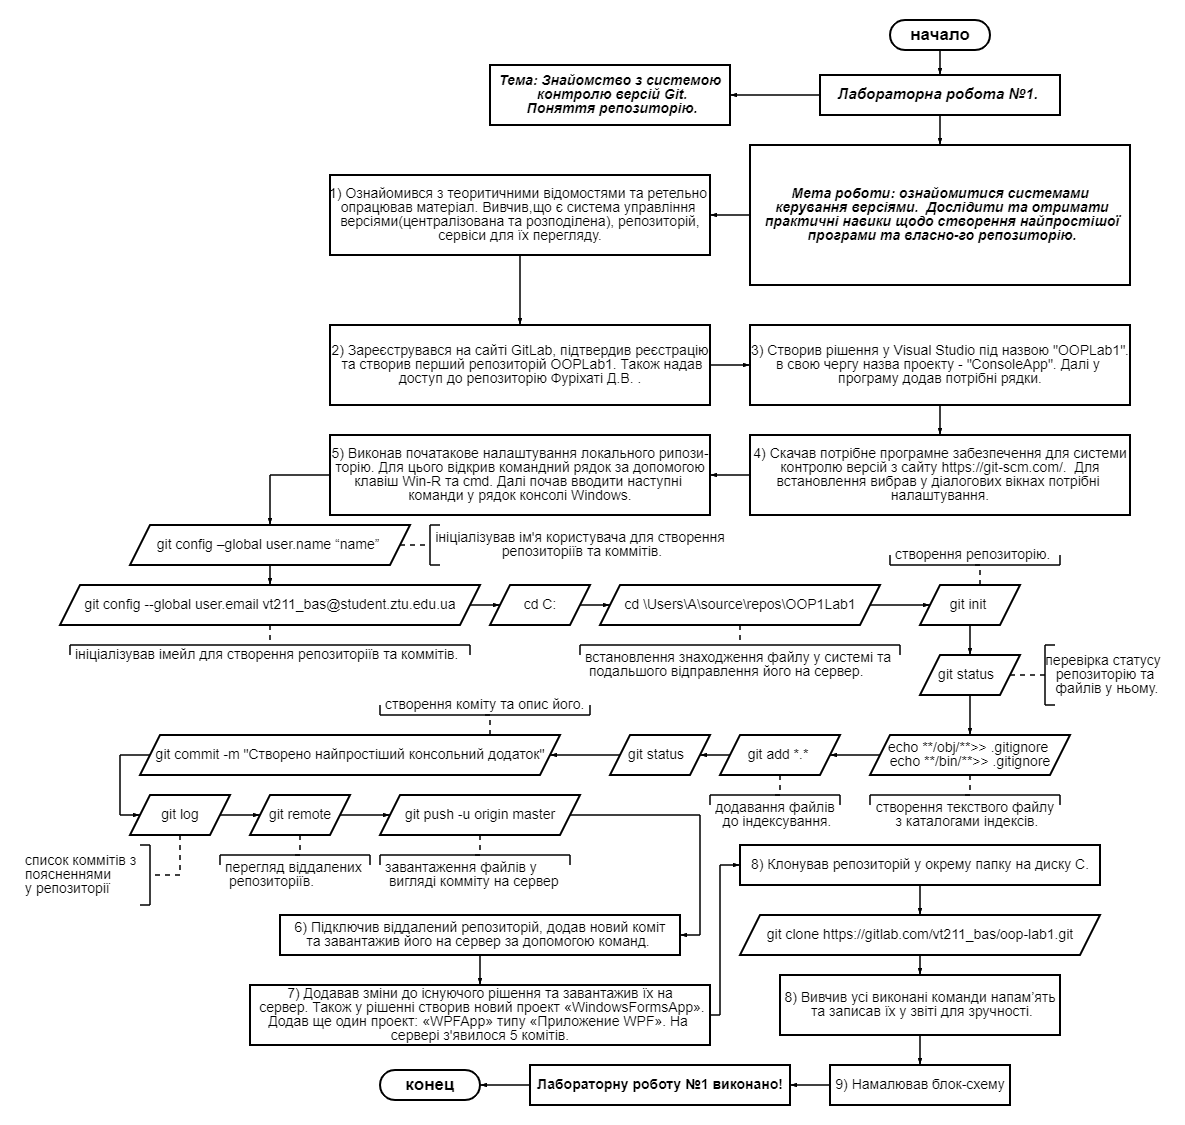 начало
Лабораторна робота №1.
Тема: Знайомство з системою
контролю версій Git.
Поняття репозиторію.
Мета роботи: ознайомитися системами
керування версіями.  Дослідити та отримати
практичні навики щодо створення найпростішої
програми та власно-го репозиторію.
1) Ознайомився з теоритичними відомостями та ретельно
опрацював матеріал. Вивчив,що є система управління
версіями(централізована та розподілена), репозиторій,
сервіси для їх перегляду.
2) Зареєструвався на сайті GitLab, підтвердив реєстрацію
та створив перший репозиторій OOPLab1. Також надав
доступ до репозиторію Фуріхаті Д.В. .
3) Створив рішення у Visual Studio під назвою "OOPLab1".
в свою чергу назва проекту - "ConsoleApp". Далі у
програму додав потрібні рядки.
4) Скачав потрібне програмне забезпечення для системи
контролю версій з сайту https://git-scm.com/.  Для
встановлення вибрав у діалогових вікнах потрібні
налаштування.
5) Виконав початакове налаштування локального рипози-
торію. Для цього відкрив командний рядок за допомогою
клавіш Win-R та cmd. Далі почав вводити наступні
команди у рядок консолі Windows.
git config –global user.name “name”
ініціалізував ім'я користувача для створення
репозиторіїв та коммітів.
git config --global user.email vt211_bas@student.ztu.edu.ua
ініціалізував імейл для створення репозиторіїв та коммітів.
cd C:
cd \Users\A\source\repos\OOP1Lab1
встановлення знаходження файлу у системі та
подальшого відправлення його на сервер.
створення репозиторію.
git init
git status
перевірка статусу
репозиторію та
файлів у ньому.
echo **/obj/**>> .gitignore
echo **/bin/**>> .gitignore
створення текствого файлу
з каталогами індексів.
git add *.*
додавання файлів
до індексування.
git status
створення коміту та опис його.
git commit -m "Створено найпростіший консольний додаток"
git log
список коммітів з
поясненнями
у репозиторії
git remote
перегляд віддалених
репозиторіїв.
git push -u origin master
завантаження файлів у
вигляді комміту на сервер
6) Підключив віддалений репозиторій, додав новий коміт
та завантажив його на сервер за допомогою команд.
7) Додавав зміни до існуючого рішення та завантажив їх на
сервер. Також у рішенні створив новий проект «WindowsFormsApp».
Додав ще один проект: «WPFApp» типу «Приложение WPF». На
сервері з'явилося 5 комітів.
8) Клонував репозиторій у окрему папку на диску C.
git clone https://gitlab.com/vt211_bas/oop-lab1.git
8) Вивчив усі виконані команди напам’ять
та записав їх у звіті для зручності.
9) Намалював блок-схему
Лабораторну роботу №1 виконано!
конец